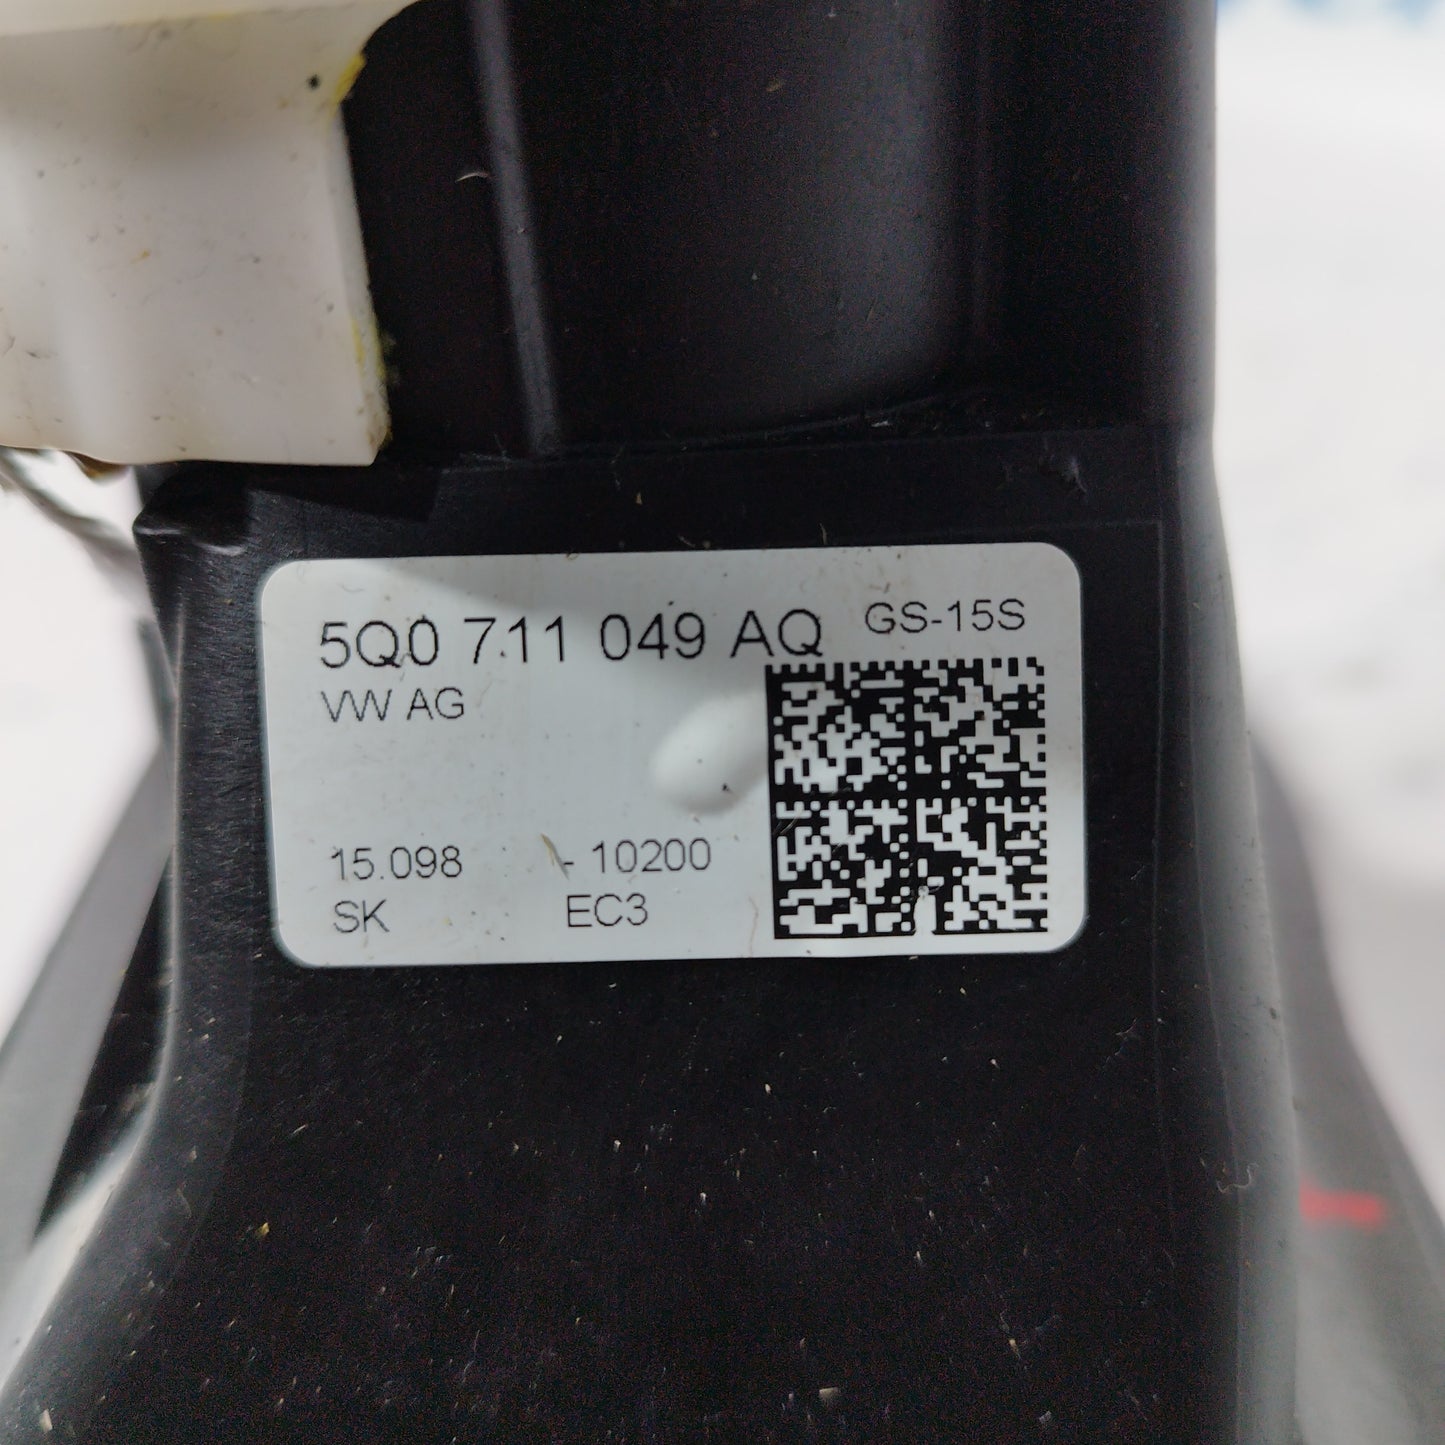 5Q0 711 049 AQ GS-15S
VW AG
15.098 - 10200
SK EC3